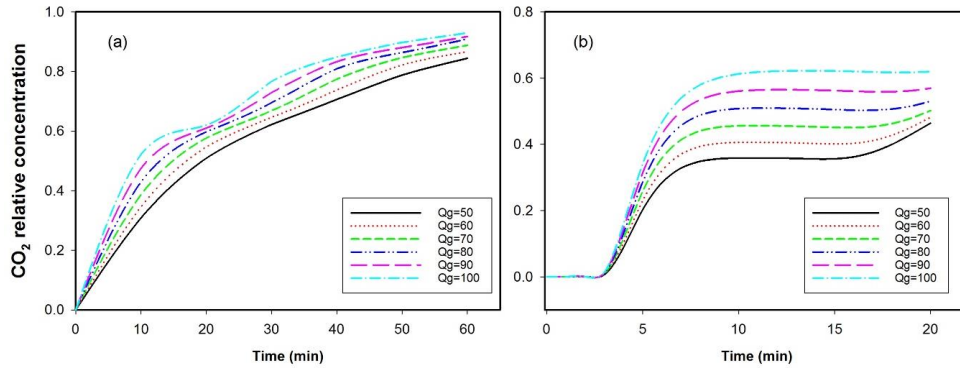 (a)
CO2 relative concentration
1.0
0.8
0.6
0.4
0.2
0.0
0 10 20 30 40 50 60
Time (min)
Qg=50
Qg=60
Qg=70
Qg=80
Qg=90
Qg=100
(b)
0.8
0.6
0.4
0.2
0.0
0 5 10 15 20
Time (min)
Qg=50
Qg=60
Qg=70
Qg=80
Qg=90
Qg=100